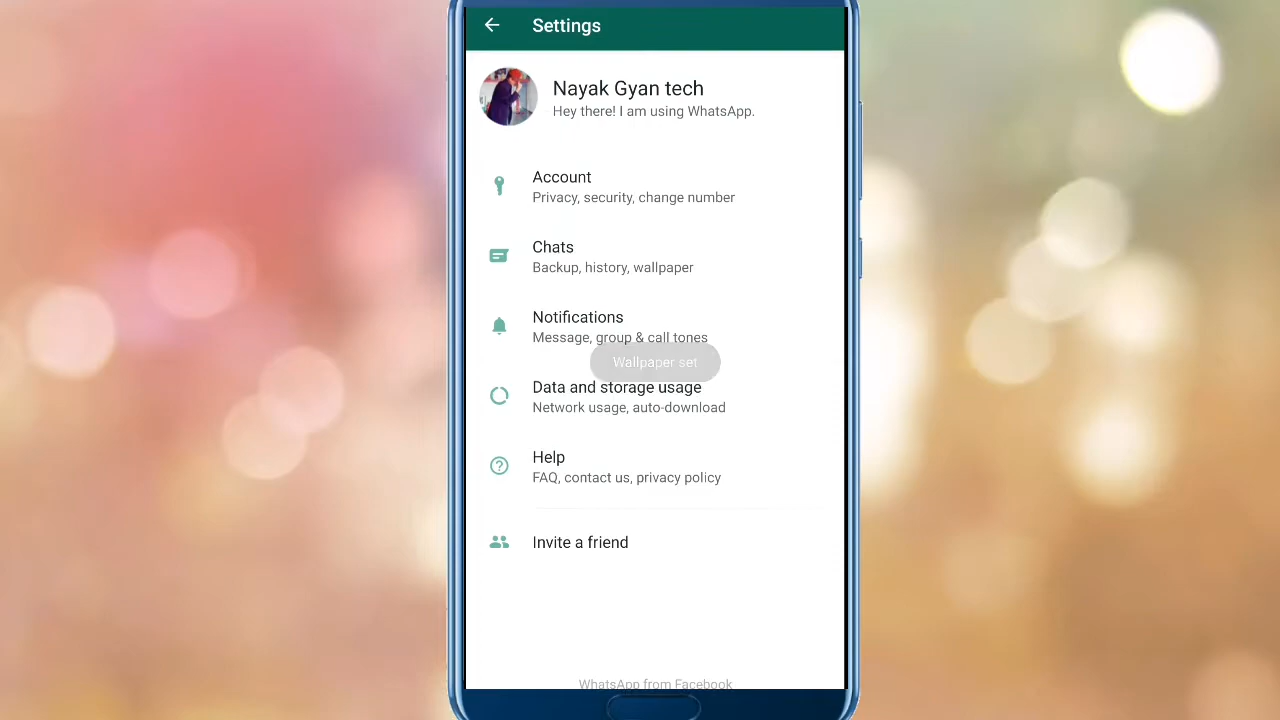 Settings
Nayak Gyan tech
Hey there! I am using WhatsApp.
Account
Privacy, security, change number
Chats
Backup, history, wallpaper
Notifications
Message, group & call tones
Wallpaper set
Data and storage usage
Network usage, auto-download
Help
FAQ, contact us, privacy policy
Invite a friend
WhatsApp from Facebook